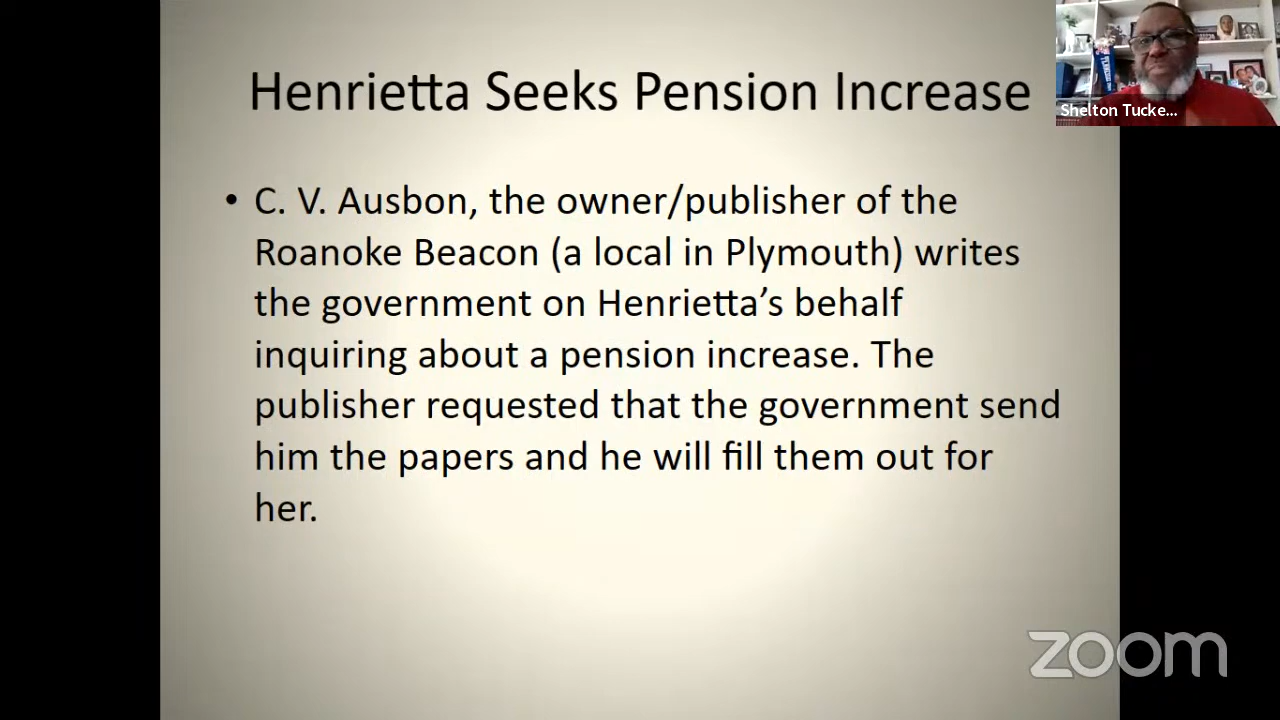 Henrietta Seeks Pension Increase
Shelton Tucke...
• C. V. Ausbon, the owner/publisher of the
Roanoke Beacon (a local in Plymouth) writes
the government on Henrietta’s behalf
inquiring about a pension increase. The
publisher requested that the government send
him the papers and he will fill them out for
her.
zoom